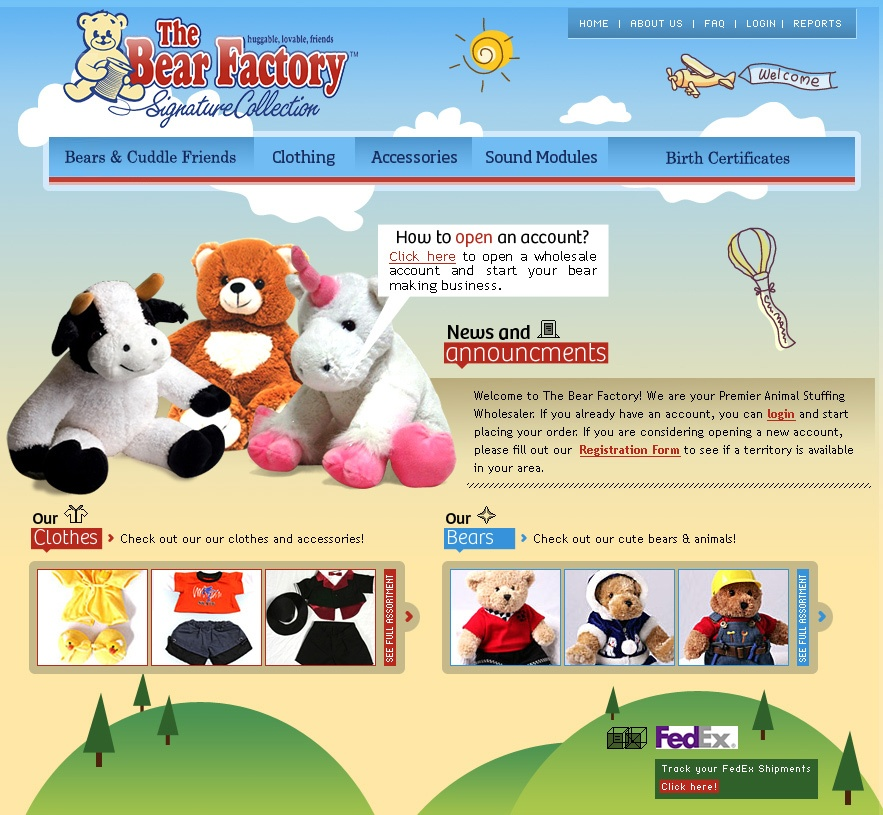 HOME | ABOUT US | FAQ | LOGIN | REPORTS
The
huggable, lovable, friends
Bear Factory™
Signature Collection
Welcome
Bears & Cuddle Friends Clothing Accessories Sound Modules Birth Certificates
How to open an account?
Click here to open a wholesale
account and start your bear
making business.
News and
announcments
Welcome to The Bear Factory! We are your Premier Animal Stuffing
Wholesaler. If you already have an account, you can login and start
placing your order. If you are considering opening a new account,
please fill out our Registration Form to see if a territory is available
in your area.
Our
Clothes
Check out our our clothes and accessories!
SEE FULL ASSORTMENT
Our
Bears
Check out our cute bears & animals!
SEE FULL ASSORTMENT
FedEx®
Track your FedEx Shipments
Click here!